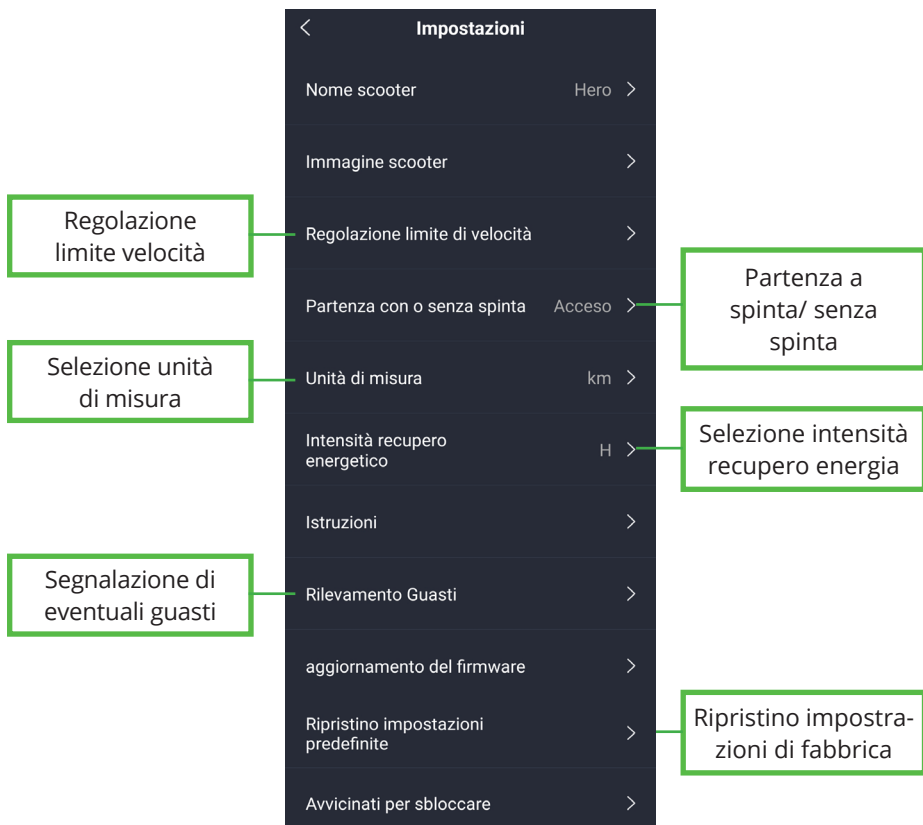 Impostazioni
Nome scooter Hero
Immagine scooter
Regolazione
limite velocità
Regolazione limite di velocità
Partenza con o senza spinta Acceso
Partenza a
spinta/ senza
spinta
Selezione unità
di misura
Unità di misura km
Intensità recupero
energetico
H
Selezione intensità
recupero energia
Istruzioni
Segnalazione di
eventuali guasti
Rilevamento Guasti
aggiornamento del firmware
Ripristino impostazioni
predefinite
Ripristino impostra-
zioni di fabbrica
Avvicinati per sbloccare